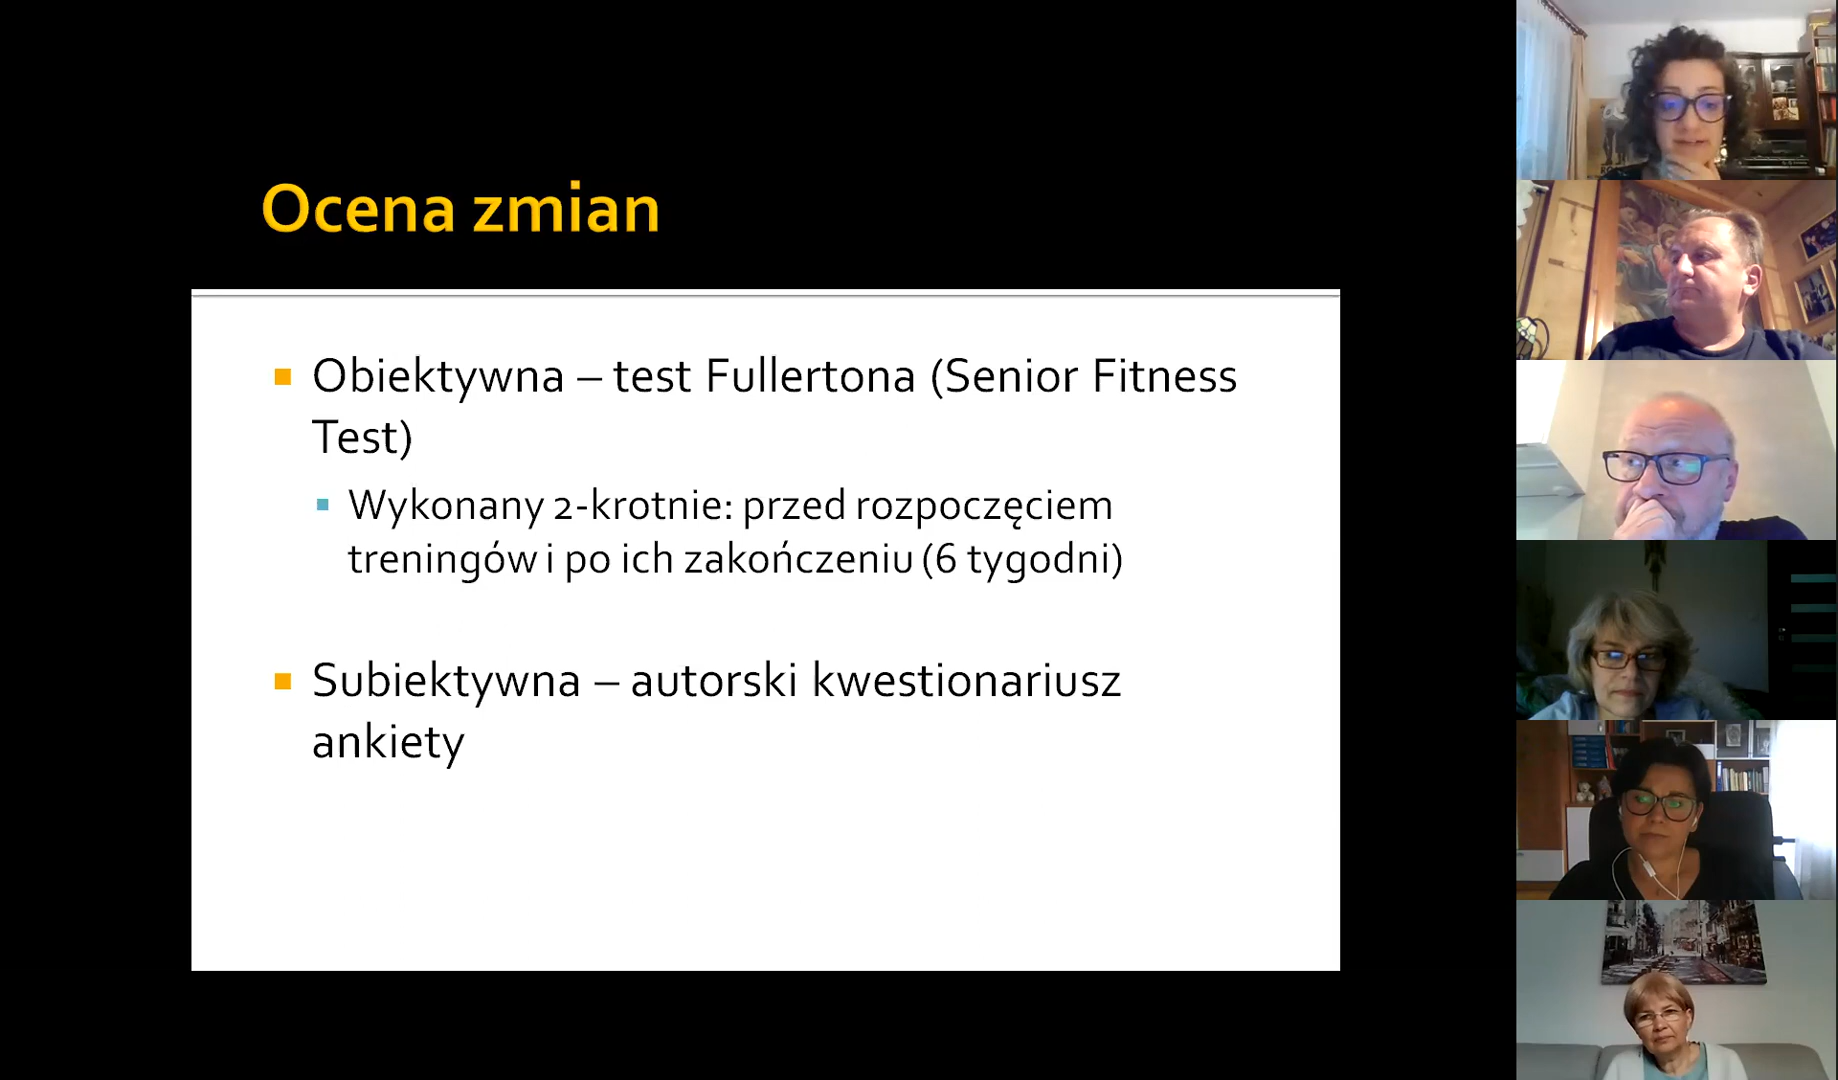 Ocena zmian
Obiektywna – test Fullertona (Senior Fitness
Test)
Wykonany 2-krotnie: przed rozpoczęciem
treningów i po ich zakończeniu (6 tygodni)
Subiektywna – autorski kwestionariusz
ankiety